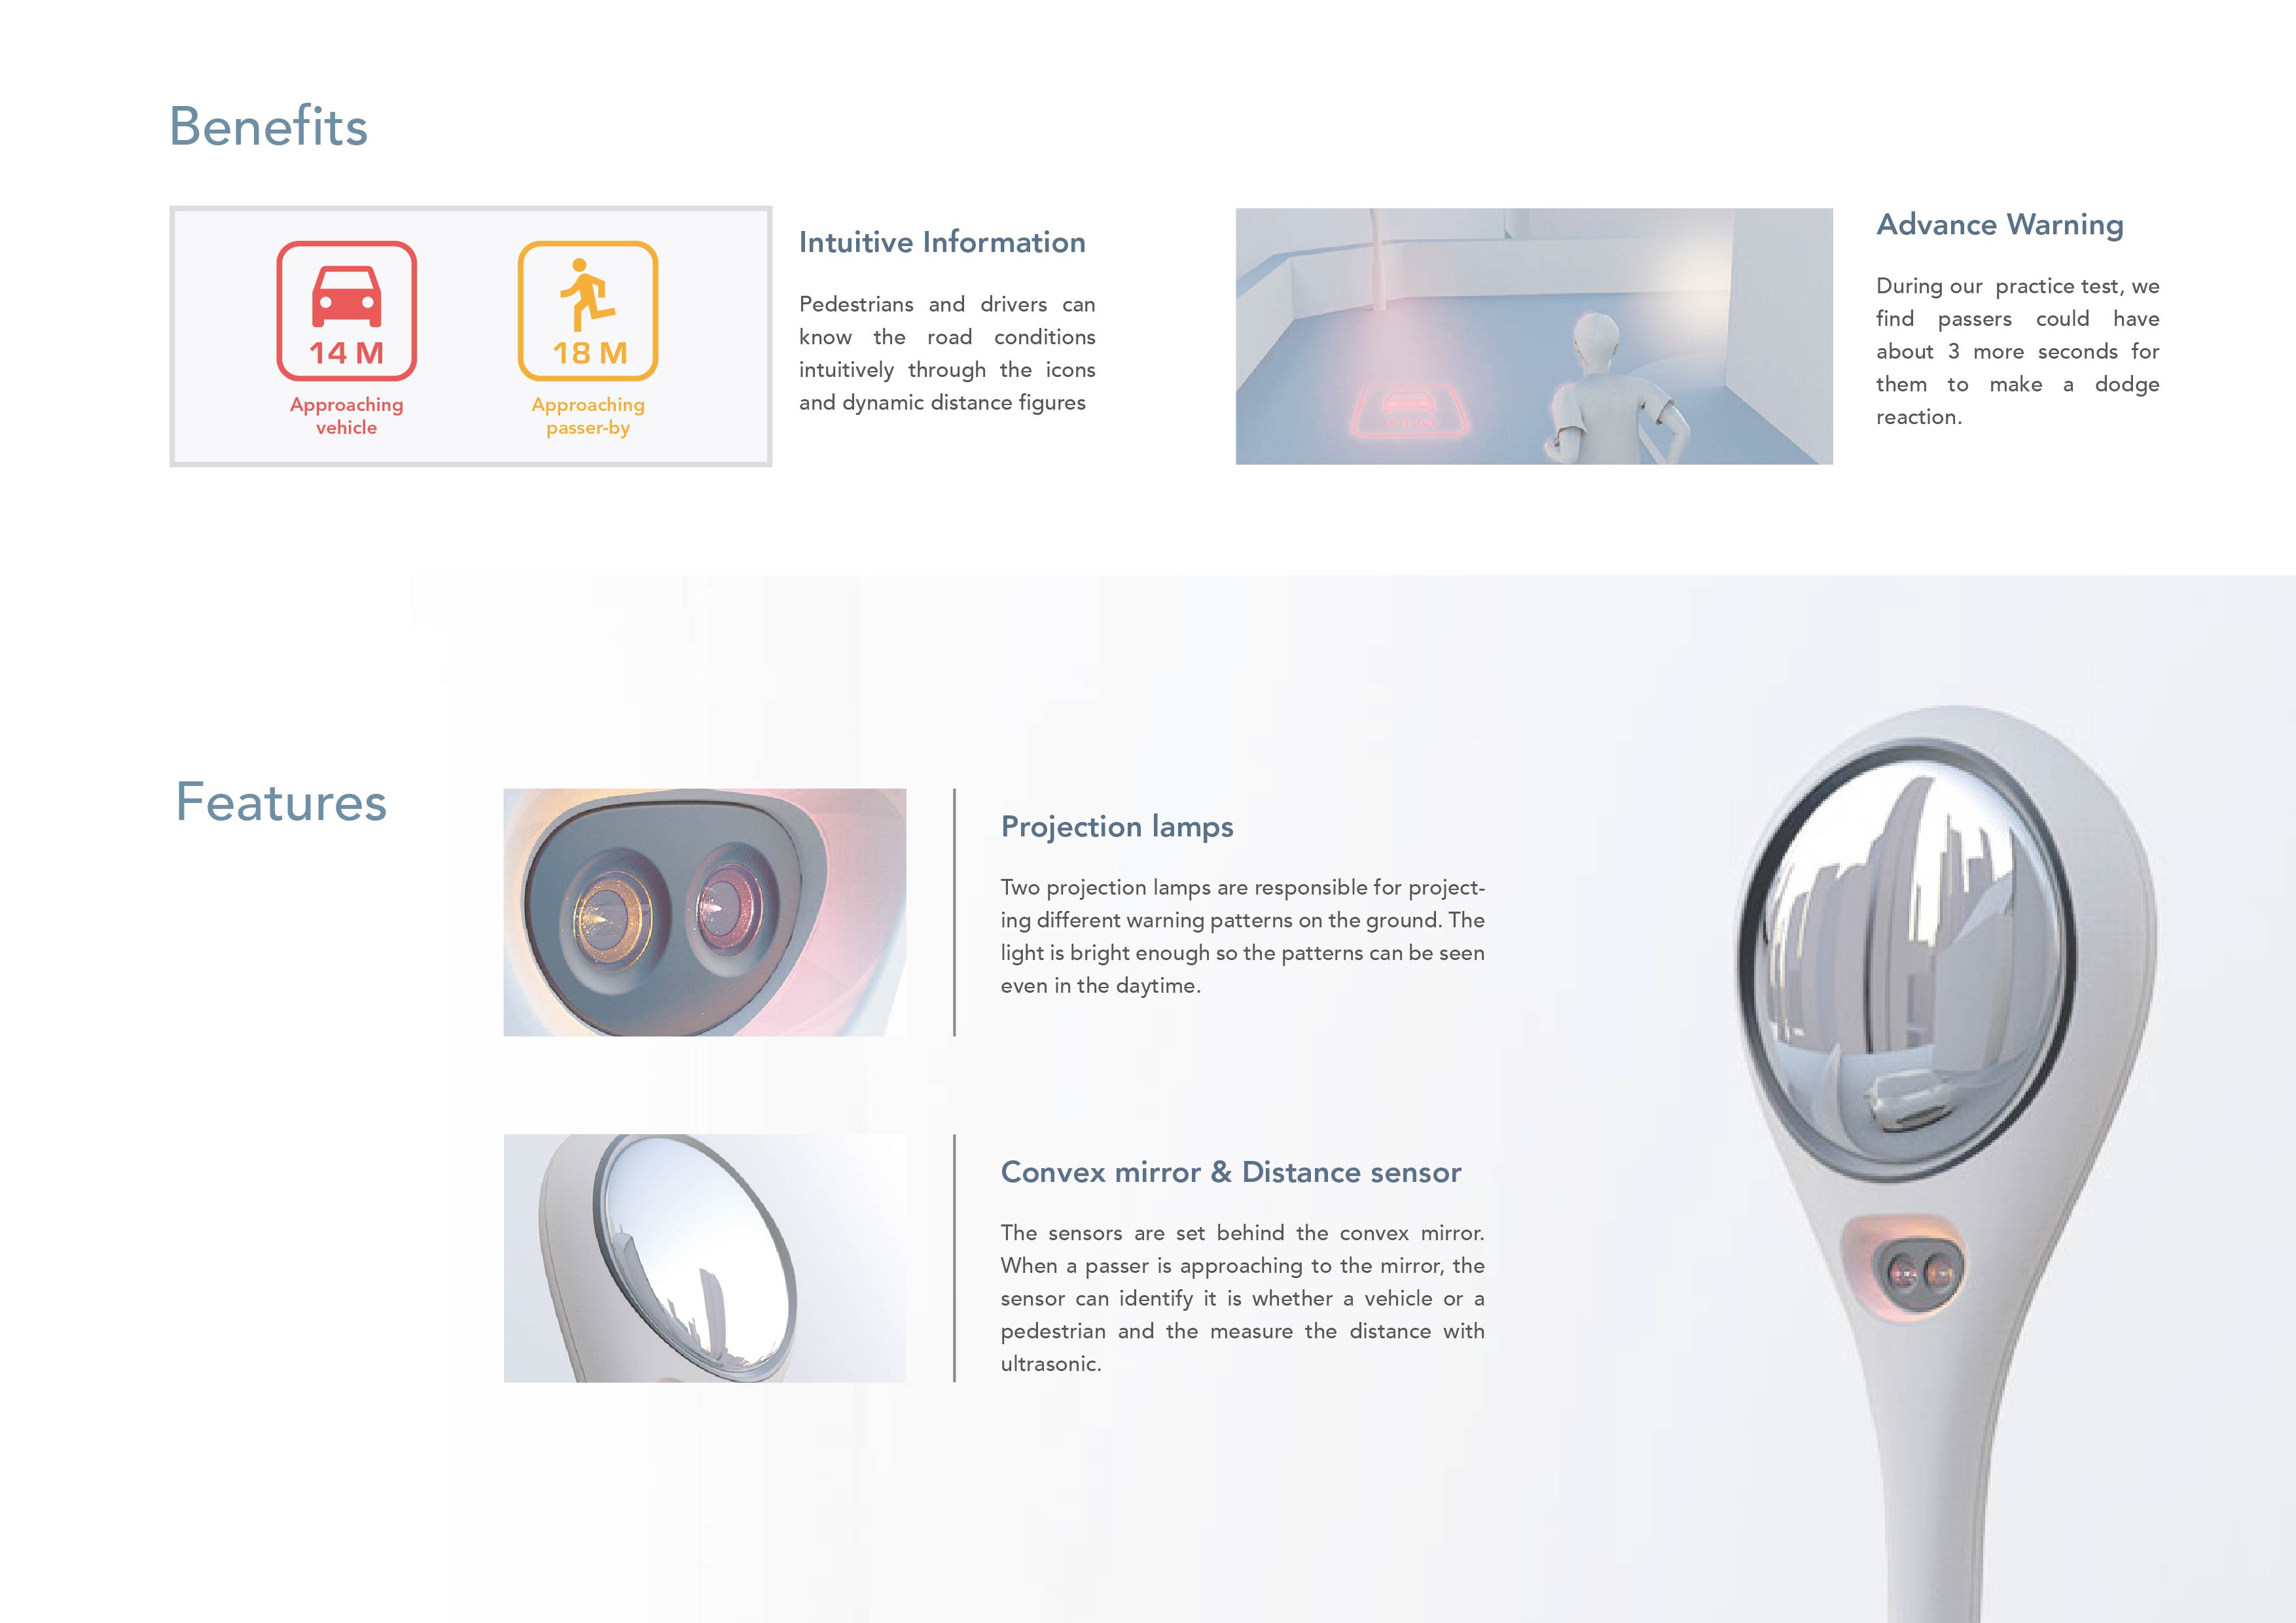 Benefits
14 M
Approaching
vehicle
18 M
Approaching
passer-by
Intuitive Information
Pedestrians and drivers can
know the road conditions
intuitively through the icons
and dynamic distance figures
Advance Warning
During our practice test, we
find passers could have
about 3 more seconds for
them to make a dodge
reaction.
Features
Projection lamps
Two projection lamps are responsible for project-
ing different warning patterns on the ground. The
light is bright enough so the patterns can be seen
even in the daytime.
Convex mirror & Distance sensor
The sensors are set behind the convex mirror.
When a passer is approaching to the mirror, the
sensor can identify it is whether a vehicle or a
pedestrian and the measure the distance with
ultrasonic.